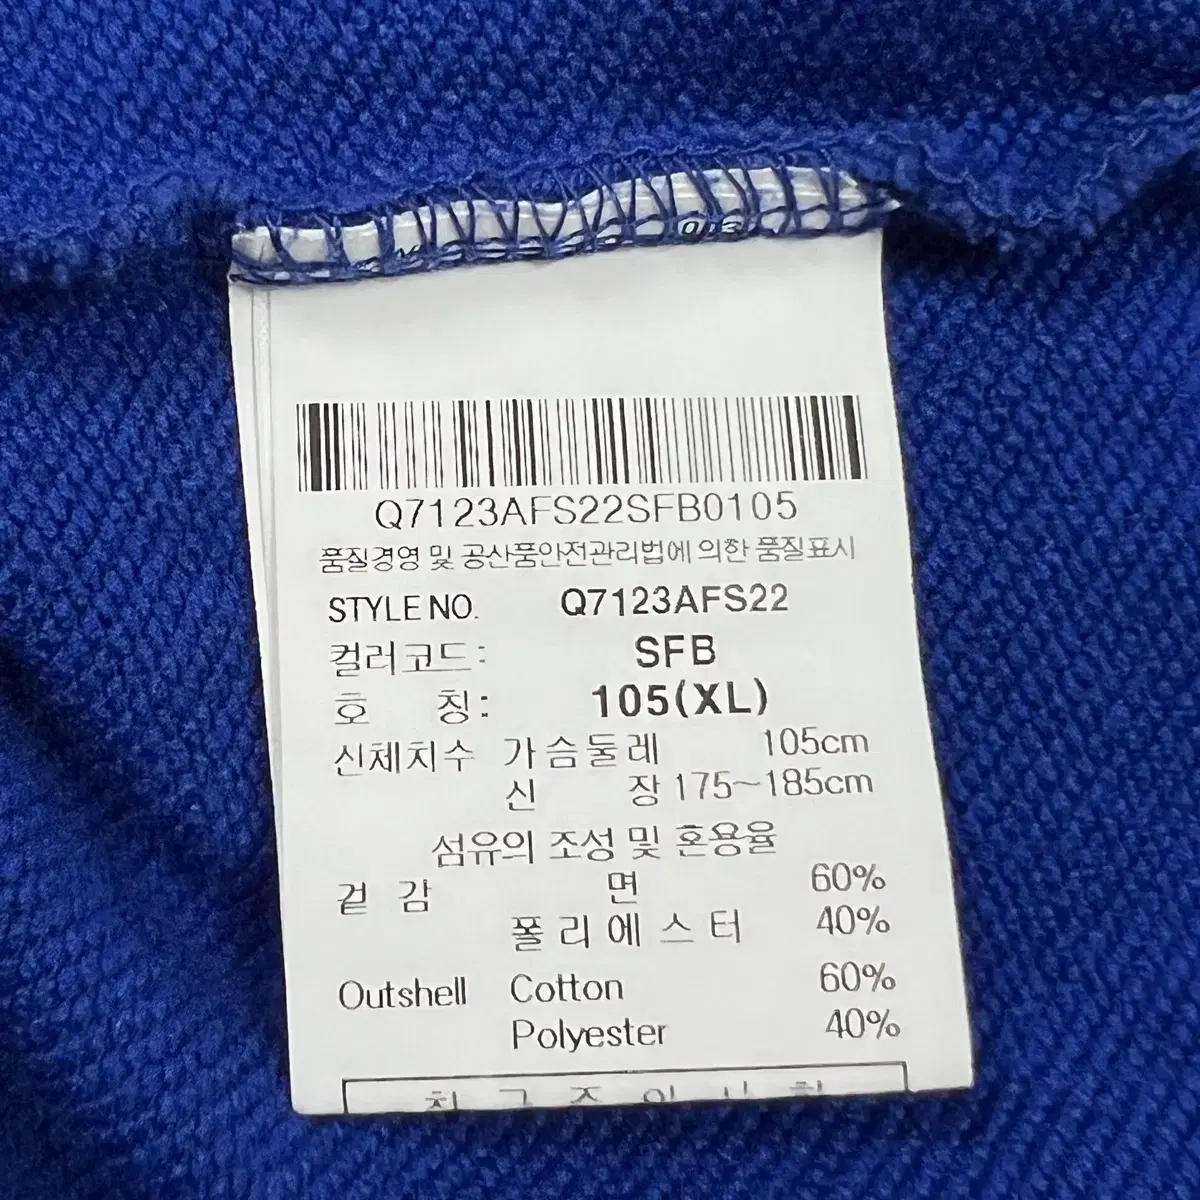 Q7123AFS22SFB0105
품질경영 및 공산품안전관리법에 의한 품질표시
STYLE NO. Q7123AFS22
컬러코드: SFB
호 칭: 105(XL)
신체치수 가슴둘레 105cm
신 장 175~185cm
섬유의 조성 및 혼용율
겉 감 면 60%
폴리에스터 40%
Outshell Cotton 60%
Polyester 40%